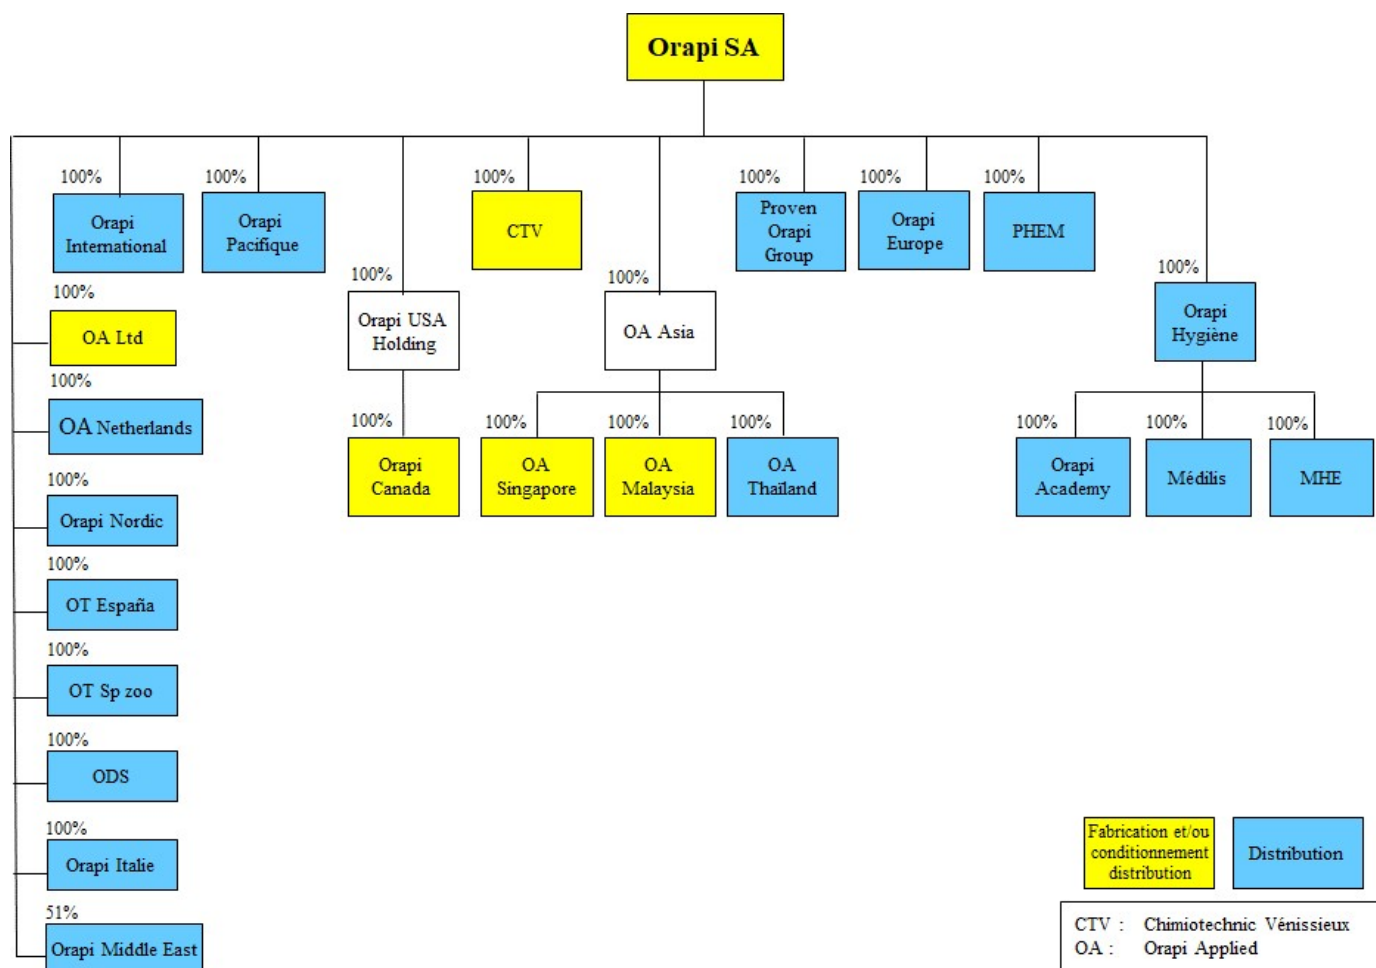 Orapi SA
100%
Orapi
International
100%
Orapi
Pacifique
100%
CTV
100%
Proven
Orapi
Group
100%
Orapi
Europe
100%
PHEM
100%
OA Ltd
100%
Orapi USA
Holding
100%
OA Asia
100%
Orapi
Hygiène
100%
OA Netherlands
100%
Orapi
Canada
100%
OA
Singapore
100%
OA
Malaysia
100%
OA
Thaïland
100%
Orapi
Academy
100%
Médilis
100%
MHE
100%
Orapi Nordic
100%
OT España
100%
OT Sp zoo
100%
ODS
100%
Orapi Italie
51%
Orapi Middle East
Fabrication et/ou
conditionnement
distribution
Distribution
CTV : Chimiotechnic Vénissieux
OA : Orapi Applied